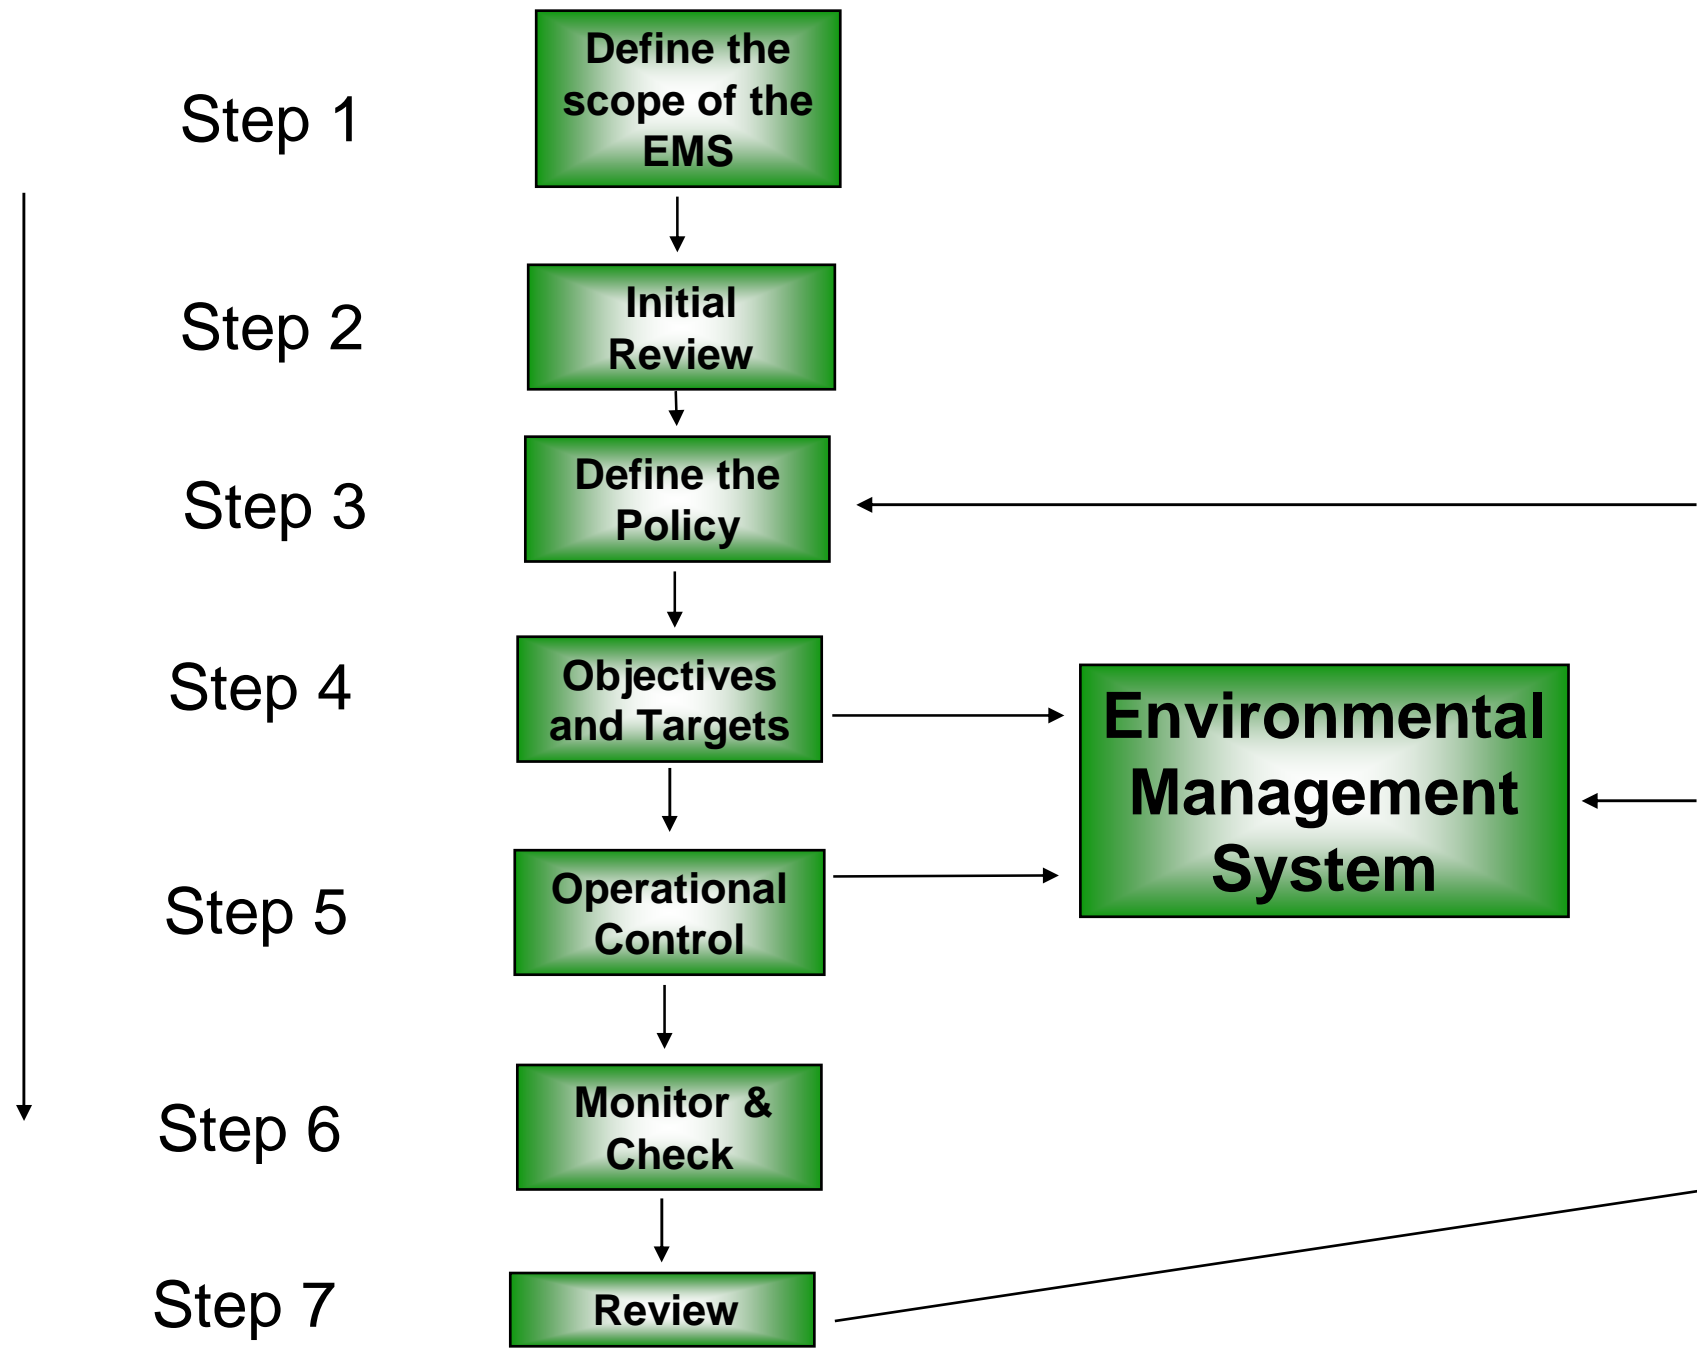 Step 1
Define the
scope of the
EMS
Step 2
Initial
Review
Step 3
Define the
Policy
Step 4
Objectives
and Targets
Environmental
Management
System
Step 5
Operational
Control
Step 6
Monitor &
Check
Step 7
Review